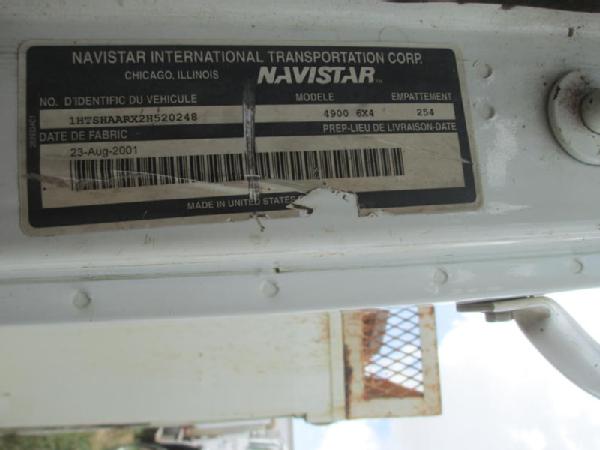 NAVISTAR INTERNATIONAL TRANSPORTATION CORP.
CHICAGO, ILLINOIS NAVISTAR
NO. D'IDENTIFIC DU VEHICULE MODELE EMPATTEMENT
1HTSHAARX2H520248 4900 6X4 254
DATE DE FABRIC PREP-LIEU DE LIVRAISON-DATE
23-Aug-2001
MADE IN UNITED STATES